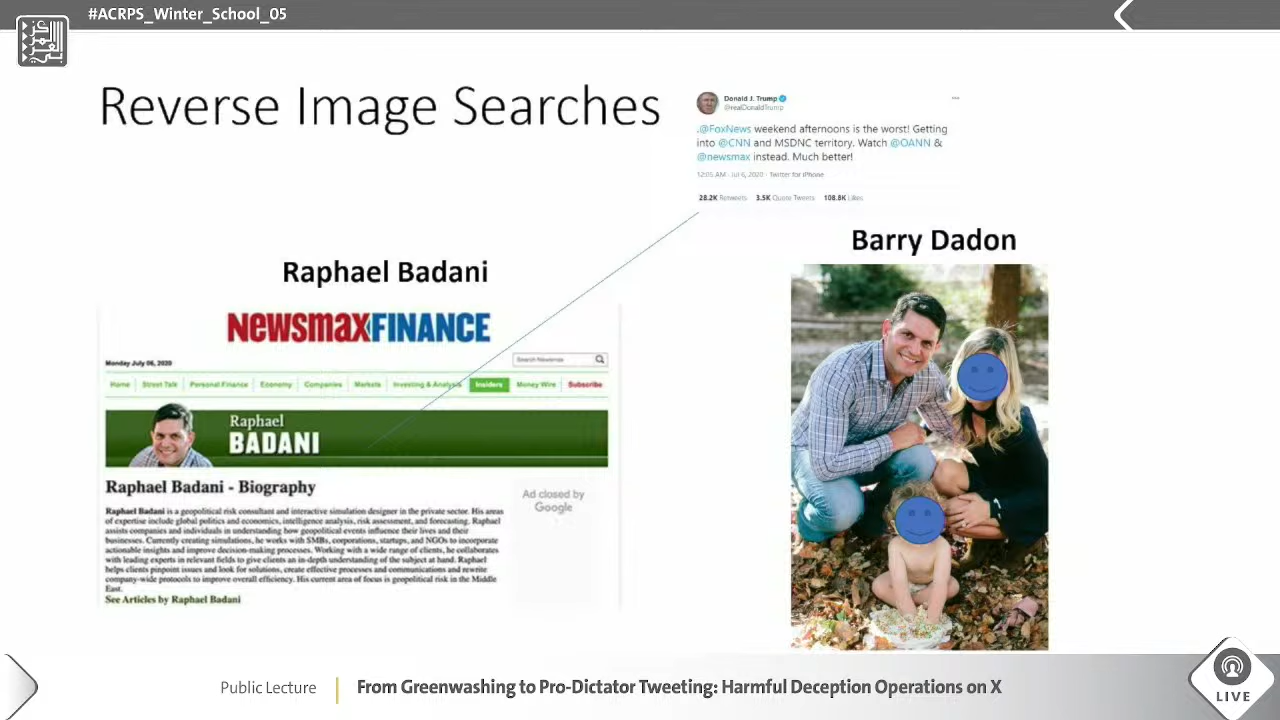 #ACRPS_Winter_School_05
Reverse Image Searches
Donald J. Trump
@realDonaldTrump
.@FoxNews weekend afternoons is the worst! Getting
into @CNN and MSDNC territory. Watch @OANN &
@newsmax instead. Much better!
12:05 AM · Jul 6, 2020 · Twitter for iPhone
28.2K Retweets 3.5K Quote Tweets 108.8K Likes
Raphael Badani
NEWSMAX FINANCE
Monday July 06, 2020
Search Newsmax
Home Street Talk Personal Finance Economy Companies Markets Investing & Analysis Insiders Money Wire Subscribe
Raphael
BADANI
Raphael Badani - Biography
Raphael Badani is a geopolitical risk consultant and interactive simulation designer in the private sector. His areas
of expertise include global politics and economics, intelligence analysis, risk assessment, and forecasting. Raphael
assists companies and individuals in understanding how geopolitical events influence their lives and their
businesses. Currently creating simulations, he works with SMBs, corporations, startups, and NGOs to incorporate
actionable insights and improve decision-making processes. Working with a wide range of clients, he collaborates
with leading experts in relevant fields to give clients an in-depth understanding of the subject at hand. Raphael
helps clients pinpoint issues and look for solutions, create effective processes and communications and rewrite
company-wide protocols to improve overall efficiency. His current area of focus is geopolitical risk in the Middle
East.
See Articles by Raphael Badani
Ad closed by
Google
Barry Dadon
Public Lecture
From Greenwashing to Pro-Dictator Tweeting: Harmful Deception Operations on X
LIVE